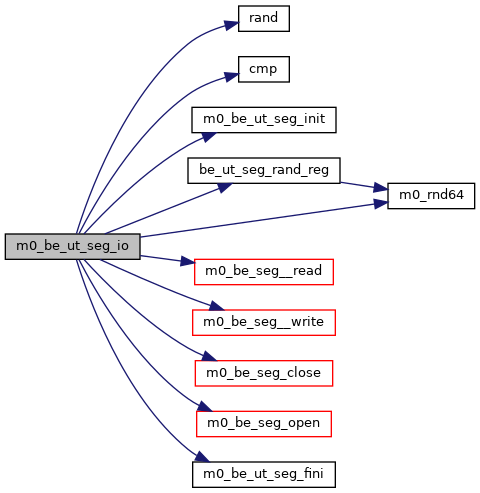 rand
cmp
m0_be_ut_seg_init
be_ut_seg_rand_reg
m0_rnd64
m0_be_ut_seg_io
m0_be_seg__read
m0_be_seg__write
m0_be_seg_close
m0_be_seg_open
m0_be_ut_seg_fini